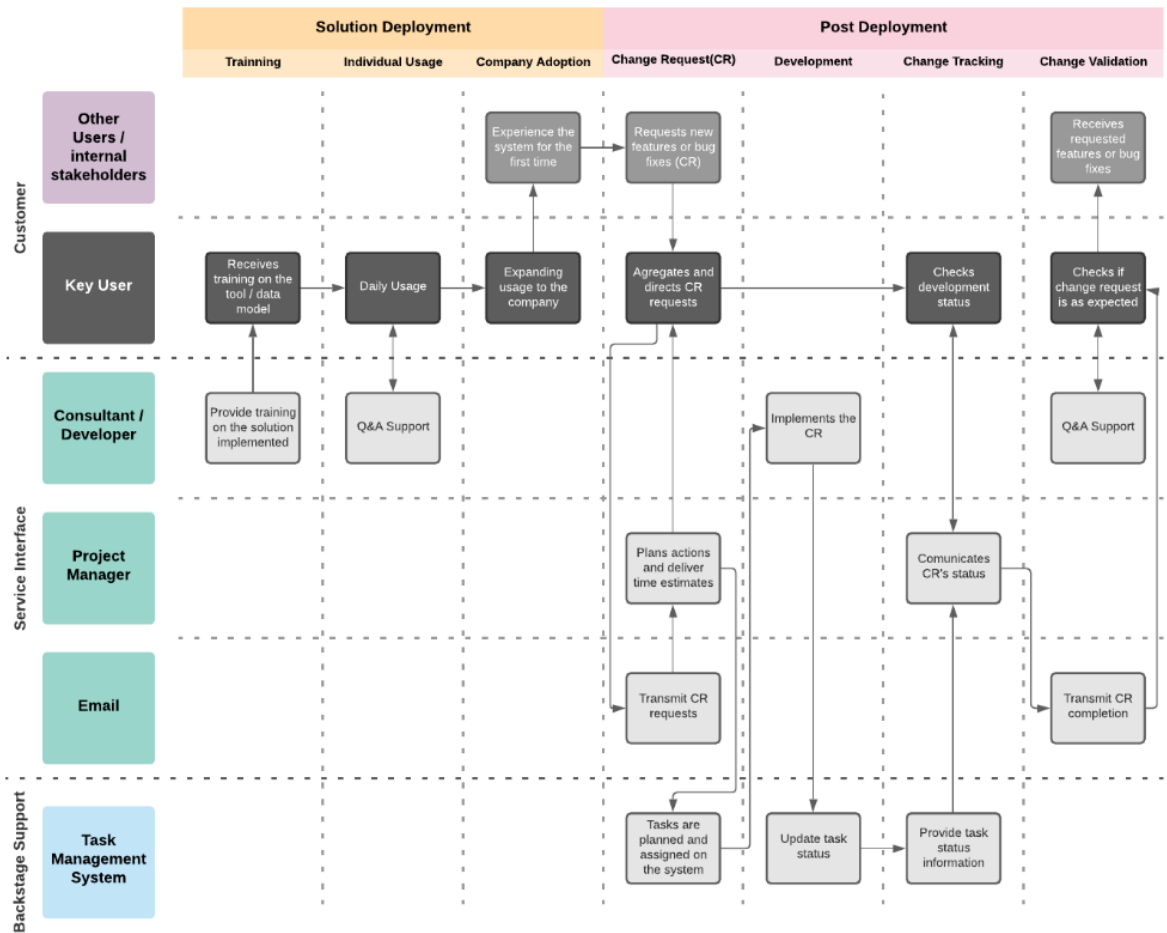 Solution Deployment
Post Deployment
Trainning
Individual Usage
Company Adoption
Change Request(CR)
Development
Change Tracking
Change Validation
Customer
Other
Users /
internal
stakeholders
Experience the
system for the
first time
Requests new
features or bug
fixes (CR)
Receives
requested
features or bug
fixes
Key User
Receives
training on the
tool / data
model
Daily Usage
Expanding
usage to the
company
Agregates and
directs CR
requests
Checks
development
status
Checks if
change request
is as expected
Service Interface
Consultant /
Developer
Provide training
on the solution
implemented
Q&A Support
Implements the
CR
Q&A Support
Project
Manager
Plans actions
and deliver
time estimates
Comunicates
CR's status
Email
Transmit CR
requests
Transmit CR
completion
Backstage Support
Task
Management
System
Tasks are
planned and
assigned on
the system
Update task
status
Provide task
status
information